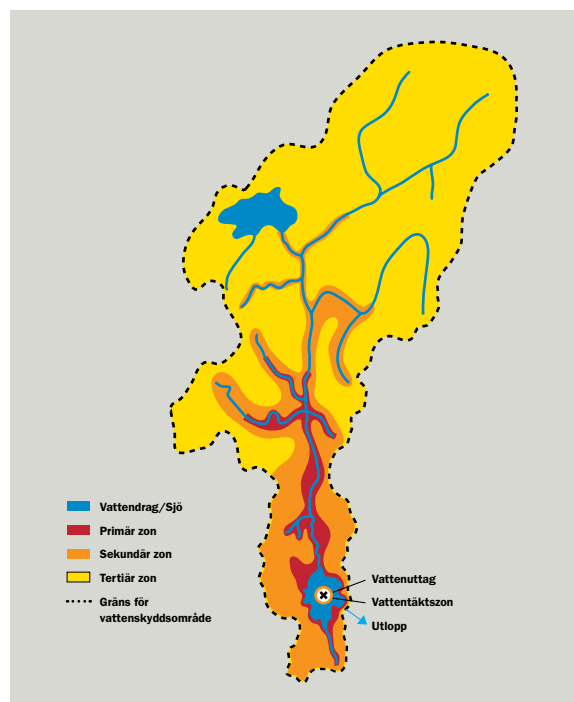 Vattendrag/Sjö
Primär zon
Sekundär zon
Tertiär zon
Gräns för
vattenskyddsområde
Vattenuttag
Vattentäktszon
Utlopp